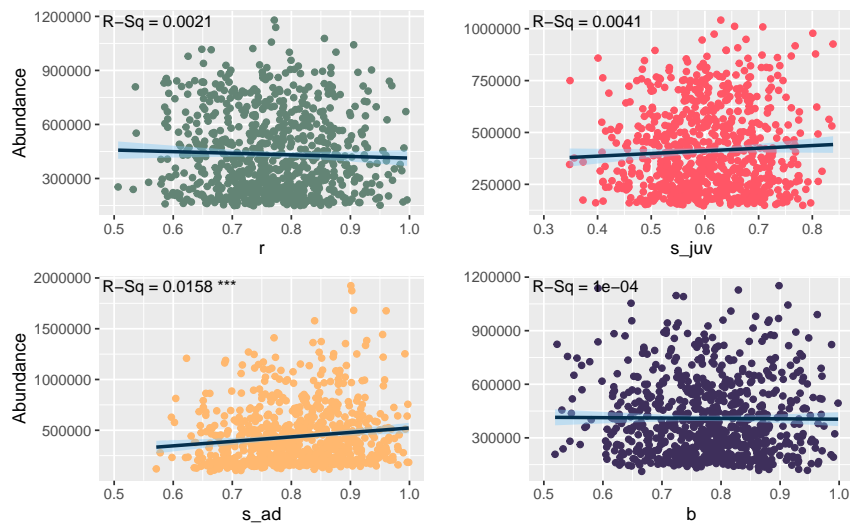 R−Sq = 0.0021
Abundance
1200000
900000
600000
300000
0.5 0.6 0.7 0.8 0.9 1.0
r
R−Sq = 0.0041
1000000
750000
500000
250000
0.3 0.4 0.5 0.6 0.7 0.8
s_juv
R−Sq = 0.0158 ***
Abundance
2000000
1500000
1000000
500000
0.5 0.6 0.7 0.8 0.9 1.0
s_ad
R−Sq = 1e−04
1200000
900000
600000
300000
0.5 0.6 0.7 0.8 0.9 1.0
b